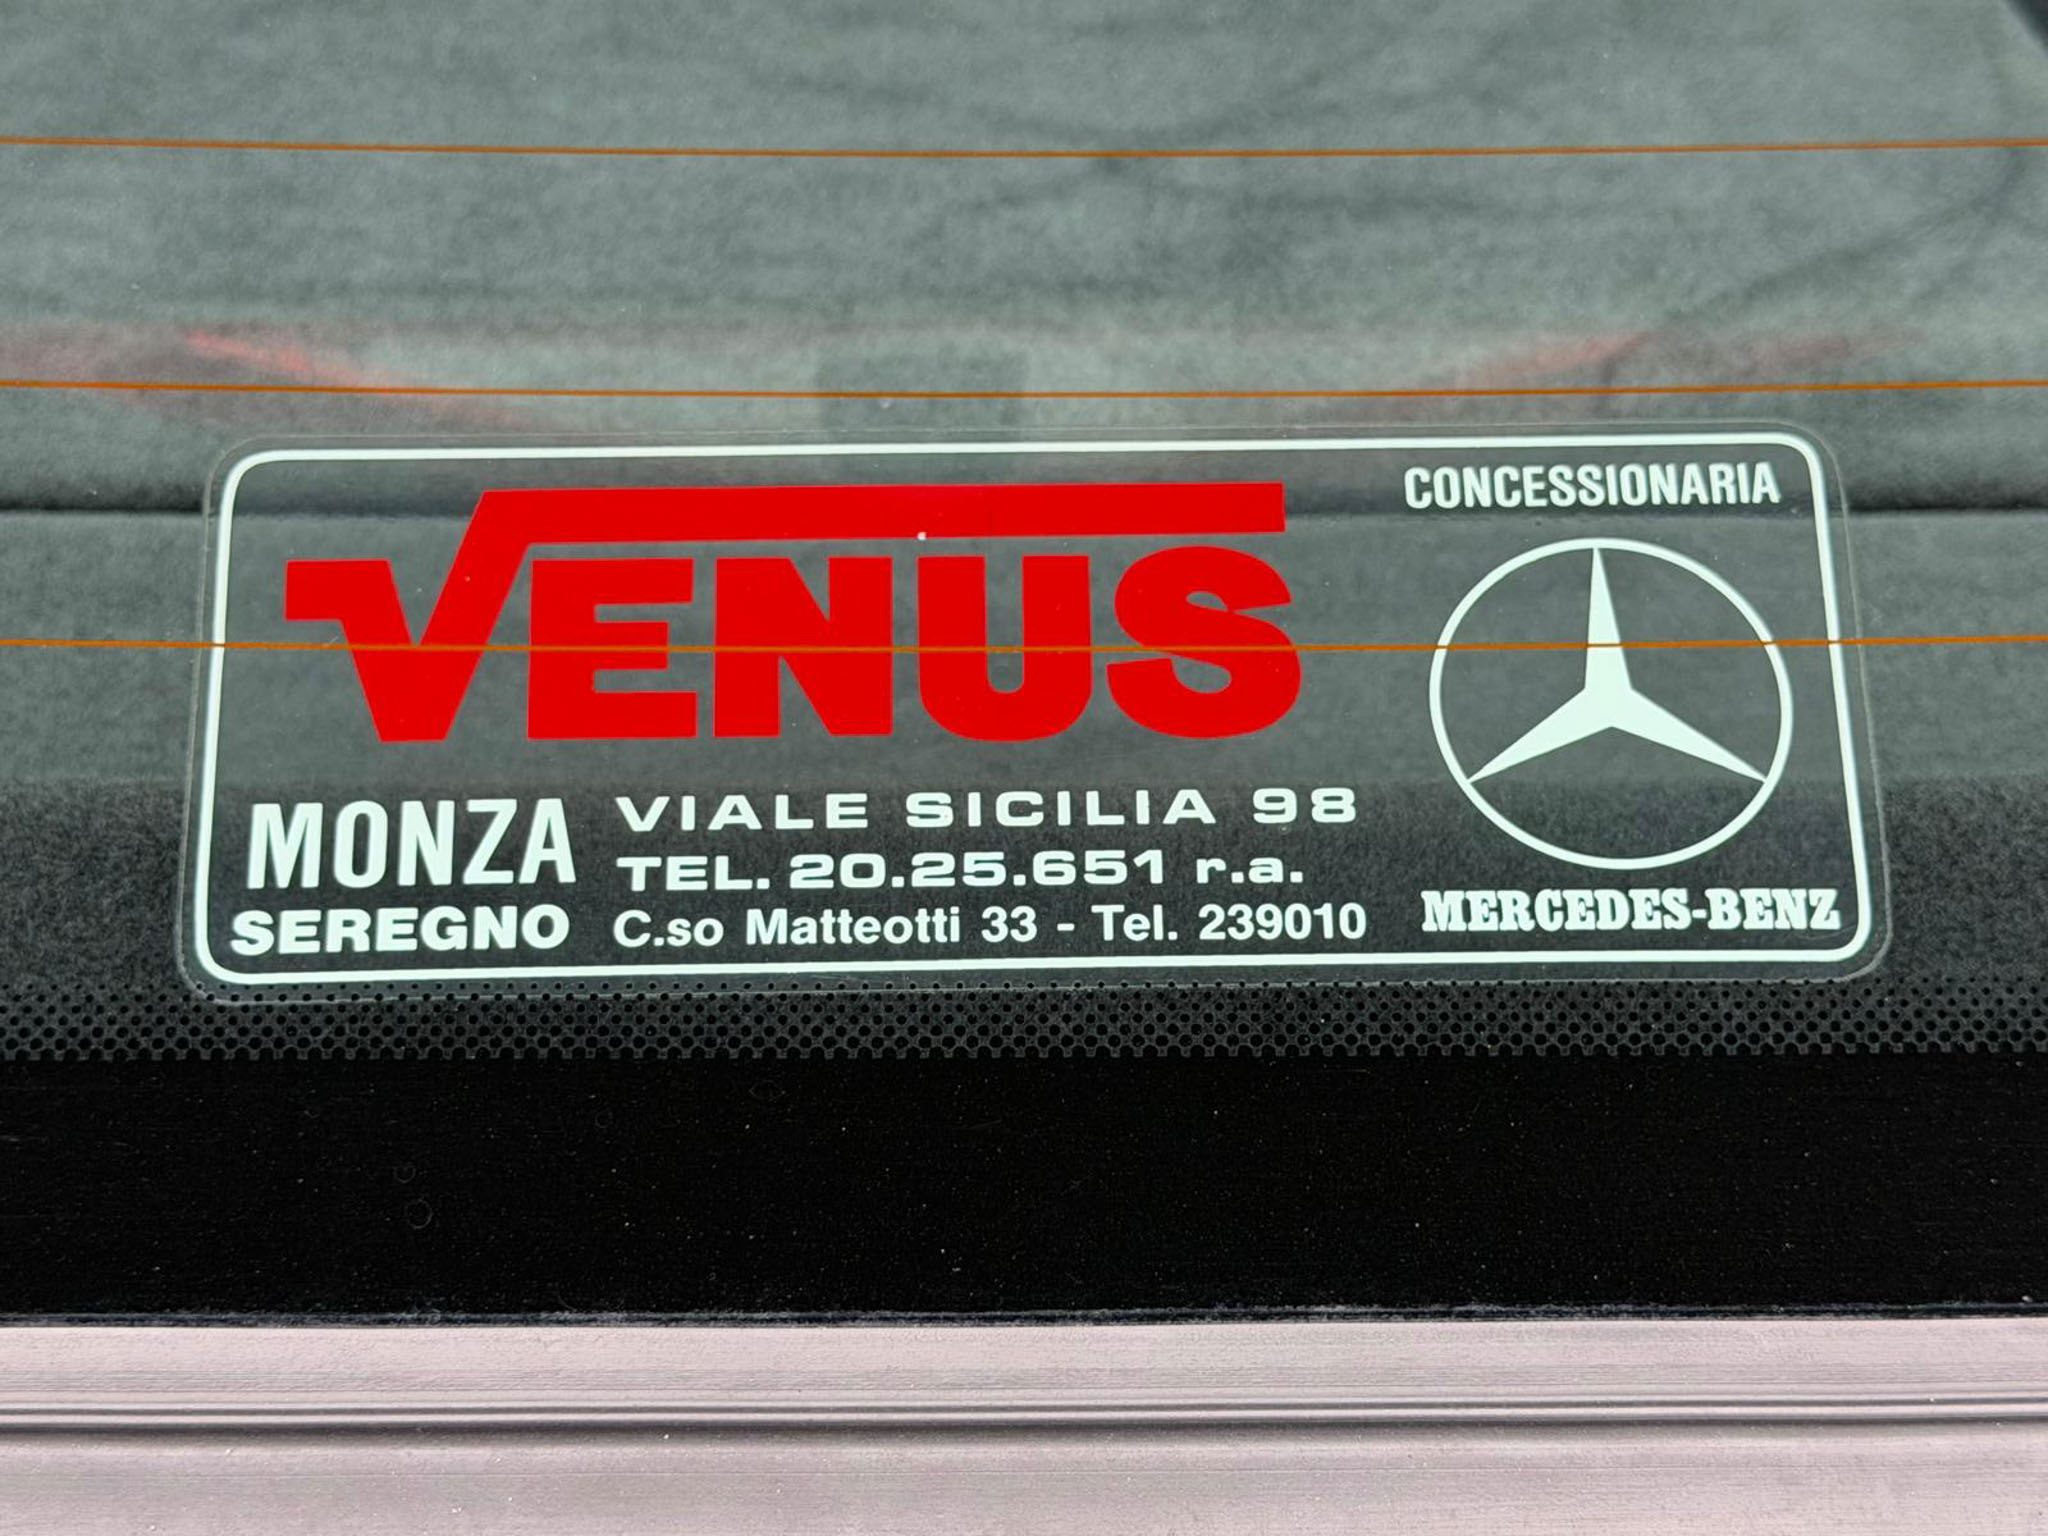 VENUS
CONCESSIONARIA
MONZA VIALE SICILIA 98
TEL. 20.25.651 r.a.
SEREGNO C.so Matteotti 33 - Tel. 239010
MERCEDES-BENZ